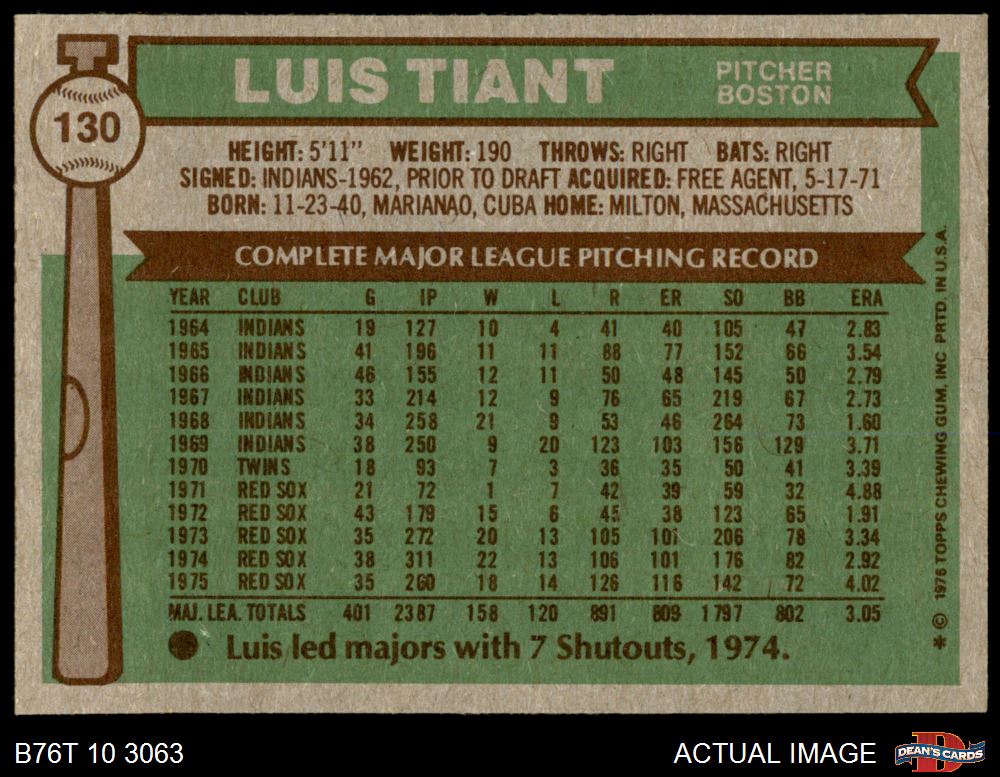 130
LUIS TIANT PITCHER
BOSTON
HEIGHT: 5'11" WEIGHT: 190 THROWS: RIGHT BATS: RIGHT
SIGNED: INDIANS-1962, PRIOR TO DRAFT ACQUIRED: FREE AGENT, 5-17-71
BORN: 11-23-40, MARIANAO, CUBA HOME: MILTON, MASSACHUSETTS
COMPLETE MAJOR LEAGUE PITCHING RECORD
YEAR CLUB G IP W L R ER SO BB ERA
1964 INDIANS 19 127 10 4 41 40 105 47 2.83
1965 INDIANS 41 196 11 11 88 77 152 66 3.54
1966 INDIANS 46 155 12 11 50 48 145 50 2.79
1967 INDIANS 33 214 12 9 76 65 219 67 2.73
1968 INDIANS 34 258 21 9 53 46 264 73 1.60
1969 INDIANS 38 250 9 20 123 103 156 129 3.71
1970 TWINS 18 93 7 3 36 35 50 41 3.39
1971 RED SOX 21 72 1 7 42 39 59 32 4.88
1972 RED SOX 43 179 15 6 45 38 123 65 1.91
1973 RED SOX 35 272 20 13 105 101 206 78 3.34
1974 RED SOX 38 311 22 13 106 101 176 82 2.92
1975 RED SOX 35 260 18 14 126 116 142 72 4.02
MAJ. LEA. TOTALS 401 2387 158 120 891 809 1797 802 3.05
● Luis led majors with 7 Shutouts, 1974.
* © 1976 TOPPS CHEWING GUM, INC PRTD. IN U.S.A.
B76T 10 3063 ACTUAL IMAGE DEAN'S CARDS